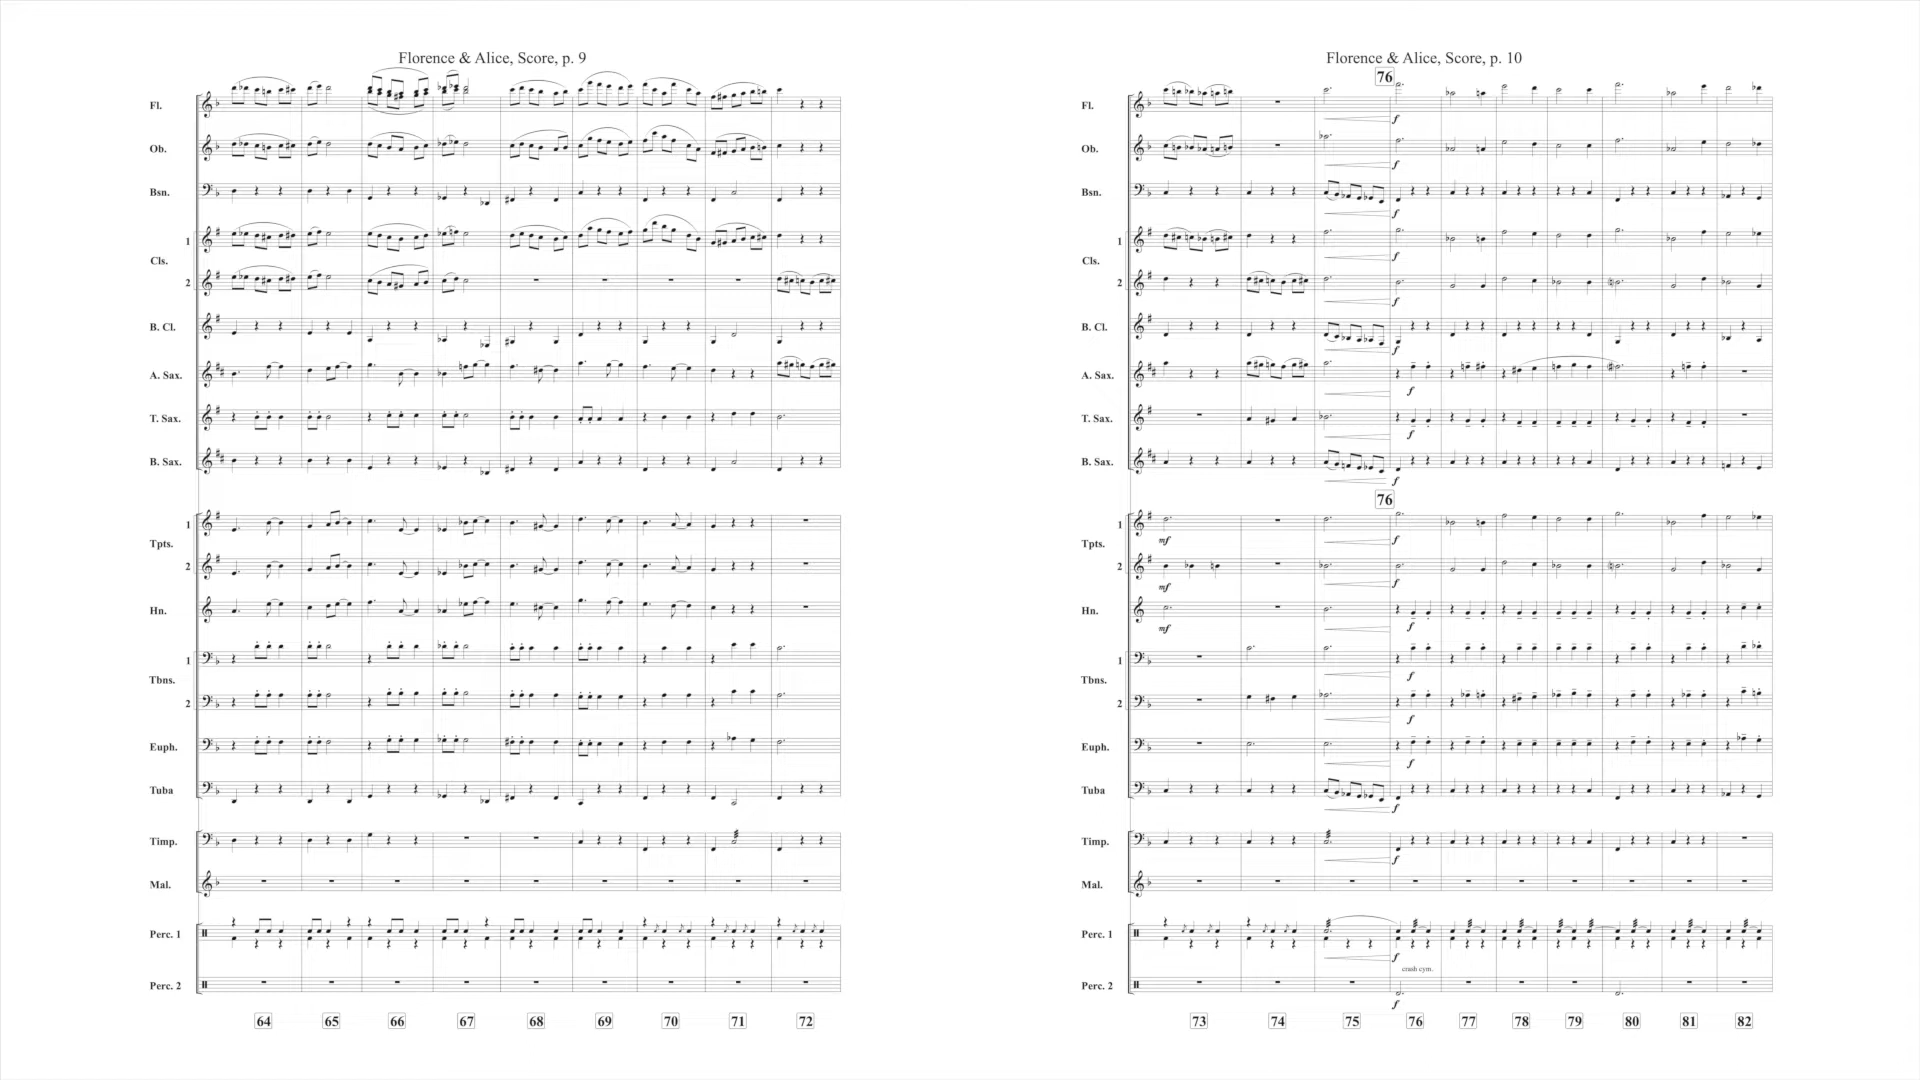 Florence & Alice, Score, p. 9
Fl.
Ob.
Bsn.
1
Cls.
2
B. Cl.
A. Sax.
T. Sax.
B. Sax.
1
Tpts.
2
Hn.
1
Tbns.
2
Euph.
Tuba
Timp.
Mal.
Perc. 1
Perc. 2
64 65 66 67 68 69 70 71 72
Florence & Alice, Score, p. 10
76
Fl.
f
Ob.
f
Bsn.
f
1
f
Cls.
2
f
B. Cl.
f
A. Sax.
f
T. Sax.
f
B. Sax.
f
76
1
mf f
Tpts.
2
mf f
Hn.
mf f
1
f
Tbns.
2
f
Euph.
f
Tuba
f
Timp.
f
Mal.
Perc. 1
f
crash cym.
Perc. 2
f
73 74 75 76 77 78 79 80 81 82